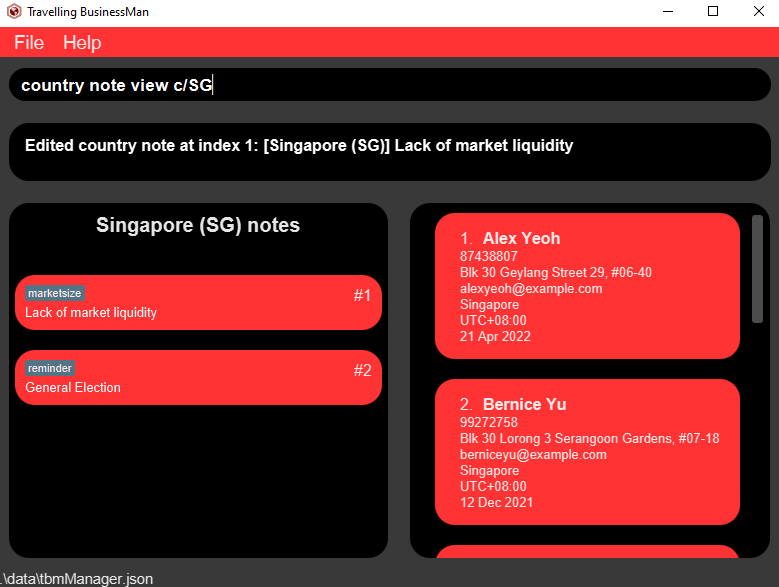 Travelling BusinessMan
File Help
country note view c/SG
Edited country note at index 1: [Singapore (SG)] Lack of market liquidity
Singapore (SG) notes
marketsize
#1
Lack of market liquidity
reminder
#2
General Election
1. Alex Yeoh
87438807
Blk 30 Geylang Street 29, #06-40
alexyeoh@example.com
Singapore
UTC+08:00
21 Apr 2022
2. Bernice Yu
99272758
Blk 30 Lorong 3 Serangoon Gardens, #07-18
berniceyu@example.com
Singapore
UTC+08:00
12 Dec 2021
.\data\tbmManager.json